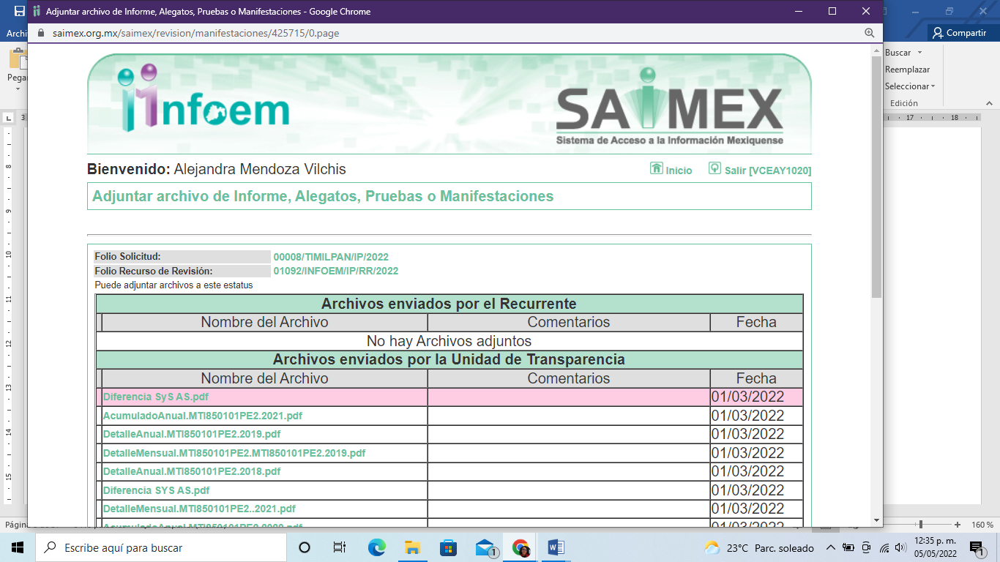 Adjuntar archivo de Informe, Alegatos, Pruebas o Manifestaciones - Google Chrome
saimex.org.mx/saimex/revision/manifestaciones/425715/0.page
Archi
Compartir
Pegar
Buscar
Reemplazar
Seleccionar
Edición
infoem
SAIMEX
Sistema de Acceso a la Información Mexiquense
Bienvenido: Alejandra Mendoza Vilchis
Inicio Salir [VCEAY1020]
Adjuntar archivo de Informe, Alegatos, Pruebas o Manifestaciones
Folio Solicitud: 00008/TIMILPAN/IP/2022
Folio Recurso de Revisión: 01092/INFOEM/IP/RR/2022
Puede adjuntar archivos a este estatus
Archivos enviados por el Recurrente
Nombre del Archivo Comentarios Fecha
No hay Archivos adjuntos
Archivos enviados por la Unidad de Transparencia
Nombre del Archivo Comentarios Fecha
Diferencia SyS AS.pdf 01/03/2022
AcumuladoAnual.MTI850101PE2.2021.pdf 01/03/2022
DetalleAnual.MTI850101PE2.2019.pdf 01/03/2022
DetalleMensual.MTI850101PE2.MTI850101PE2.2019.pdf 01/03/2022
DetalleAnual.MTI850101PE2.2018.pdf 01/03/2022
Diferencia SYS AS.pdf 01/03/2022
DetalleMensual.MTI850101PE2..2021.pdf 01/03/2022
AcumuladoAnual.MTI850101PE2.2020.pdf 01/03/2022
3
8
9
10
11
12
13
14
15
17 18
Página
160 %
Escribe aquí para buscar
1
23°C Parc. soleado
12:35 p. m.
05/05/2022
1